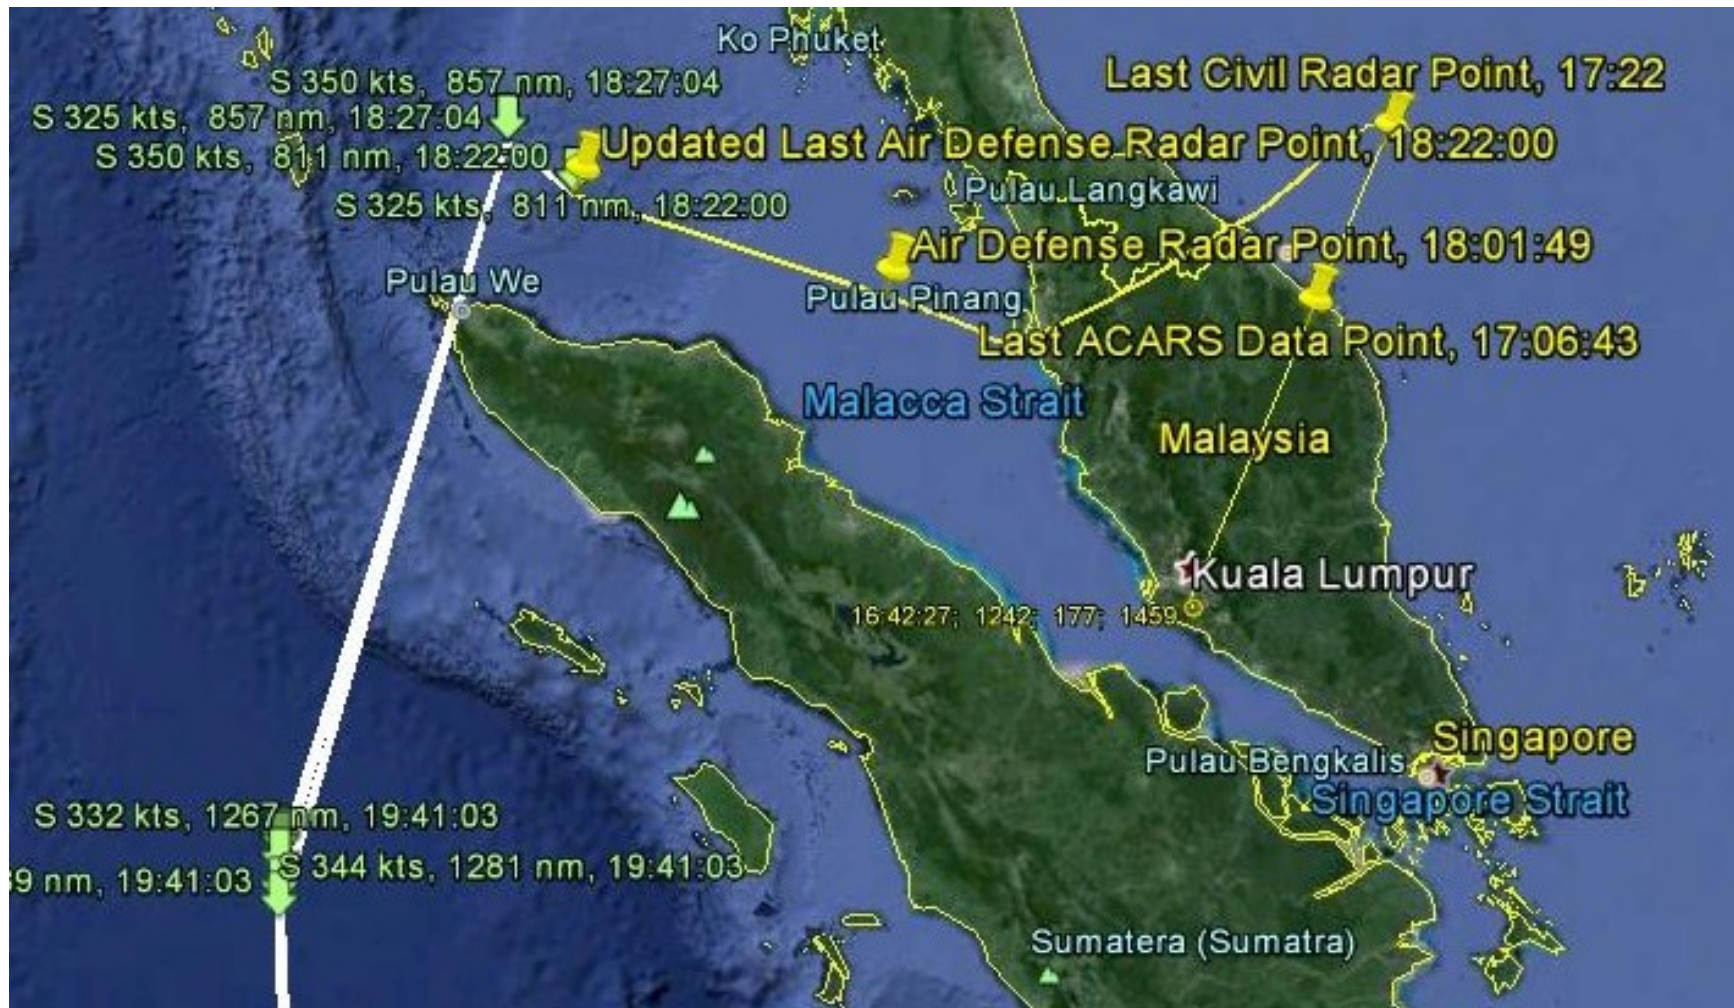 Ko Phuket
Last Civil Radar Point, 17:22
S 350 kts, 857 nm, 18:27:04
S 325 kts, 857 nm, 18:27:04
Updated Last Air Defense Radar Point, 18:22:00
S 350 kts, 811 nm, 18:22:00
Pulau Langkawi
S 325 kts, 811 nm, 18:22:00
Air Defense Radar Point, 18:01:49
Pulau We
Pulau Pinang
Last ACARS Data Point, 17:06:43
Malacca Strait
Malaysia
Kuala Lumpur
16:42:27; 1242; 177; 1459
Singapore
Pulau Bengkalis
Singapore Strait
S 332 kts, 1267 nm, 19:41:03
S 344 kts, 1281 nm, 19:41:03
9 nm, 19:41:03
Sumatera (Sumatra)